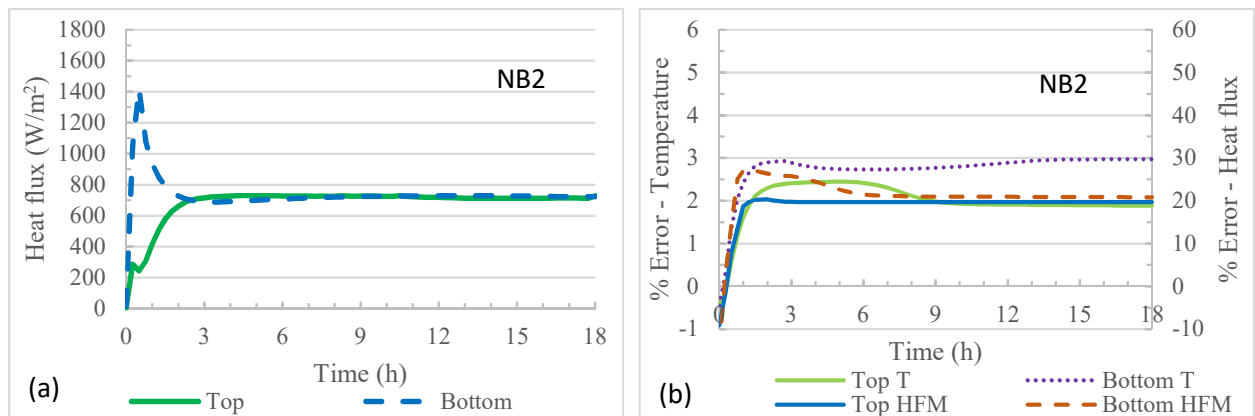 1800
1600
1400
1200
1000
800
600
400
200
0
Heat flux (W/m²)
NB2
0 3 6 9 12 15 18
Time (h)
(a)
Top
Bottom
6
5
4
3
2
1
0
-1
% Error - Temperature
NB2
60
50
40
30
20
10
0
-10
% Error - Heat flux
0 3 6 9 12 15 18
Time (h)
(b)
Top T
Bottom T
Top HFM
Bottom HFM